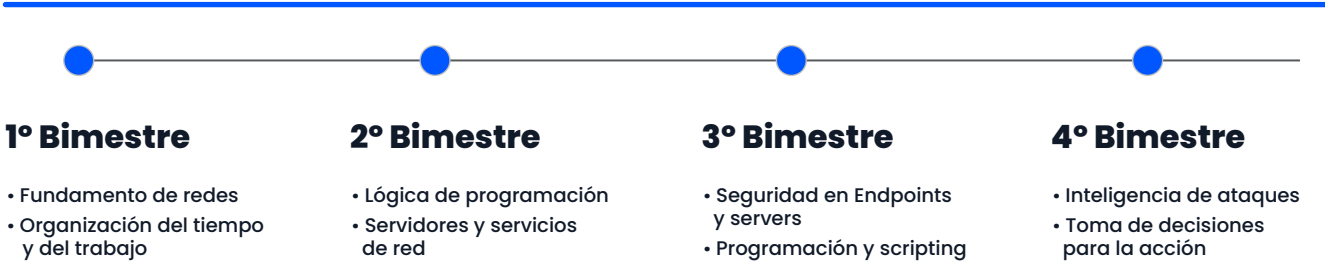 1º Bimestre
• Fundamento de redes
• Organización del tiempo
y del trabajo
2º Bimestre
• Lógica de programación
• Servidores y servicios
de red
3º Bimestre
• Seguridad en Endpoints
y servers
• Programación y scripting
4º Bimestre
• Inteligencia de ataques
• Toma de decisiones
para la acción